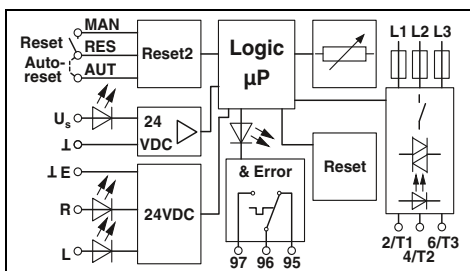 MAN
Reset
RES
Auto-
reset
AUT
Reset2
Logic
µP
L1 L2 L3
Us
24
VDC
⊥
⊥ E
R
L
24VDC
& Error
Reset
97 96 95
2/T1 6/T3
4/T2